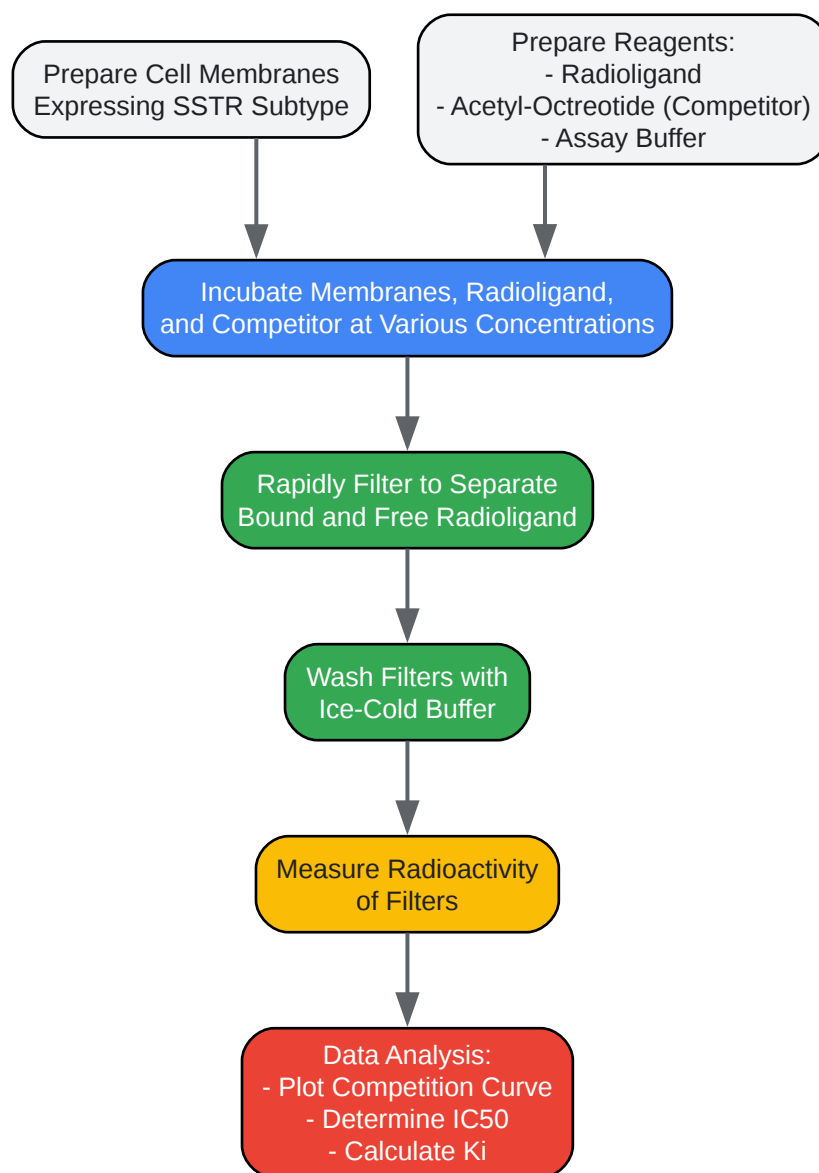 Prepare Cell Membranes
Expressing SSTR Subtype
Prepare Reagents:
- Radioligand
- Acetyl-Octreotide (Competitor)
- Assay Buffer
Incubate Membranes, Radioligand,
and Competitor at Various Concentrations
Rapidly Filter to Separate
Bound and Free Radioligand
Wash Filters with
Ice-Cold Buffer
Measure Radioactivity
of Filters
Data Analysis:
- Plot Competition Curve
- Determine IC50
- Calculate Ki